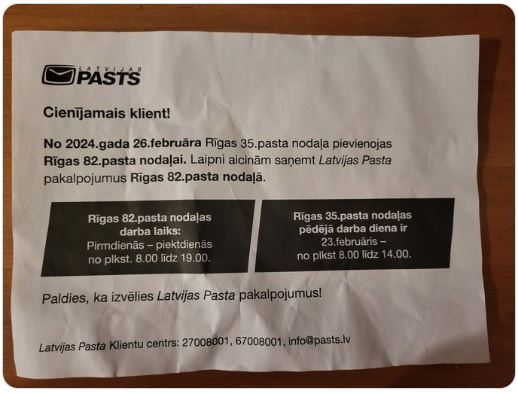 LATVIJAS
PASTS
Cienījamais klient!
No 2024.gada 26.februāra Rīgas 35.pasta nodaļa pievienojas
Rīgas 82.pasta nodaļai. Laipni aicinām saņemt Latvijas Pasta
pakalpojumus Rīgas 82.pasta nodaļā.
Rīgas 82.pasta nodaļas
darba laiks:
Pirmdienās – piektdienās
no plkst. 8.00 līdz 19.00.
Rīgas 35.pasta nodaļas
pēdējā darba diena ir
23.februāris –
no plkst 8.00 līdz 14.00.
Paldies, ka izvēlies Latvijas Pasta pakalpojumus!
Latvijas Pasta Klientu centrs: 27008001, 67008001, info@pasts.lv